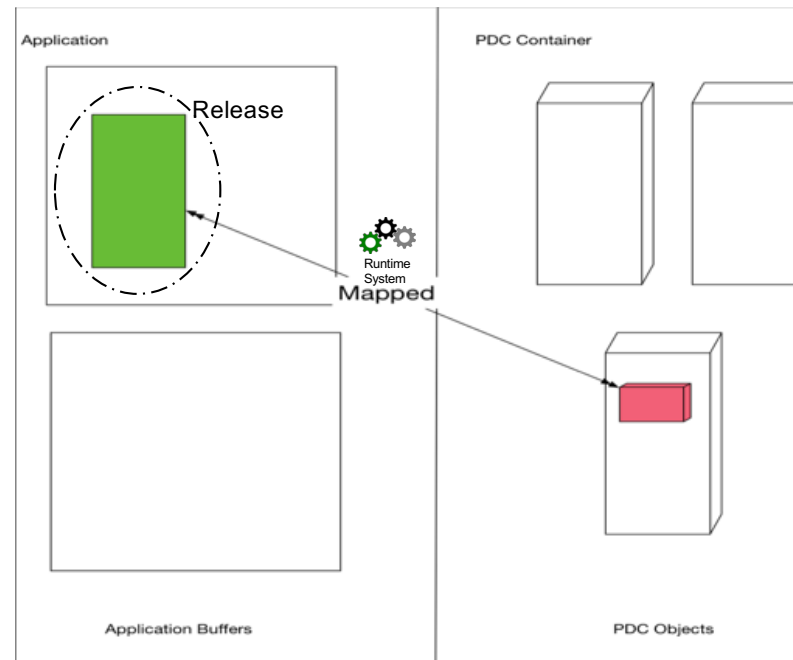 Application
PDC Container
Release
Runtime
System
Mapped
Application Buffers
PDC Objects